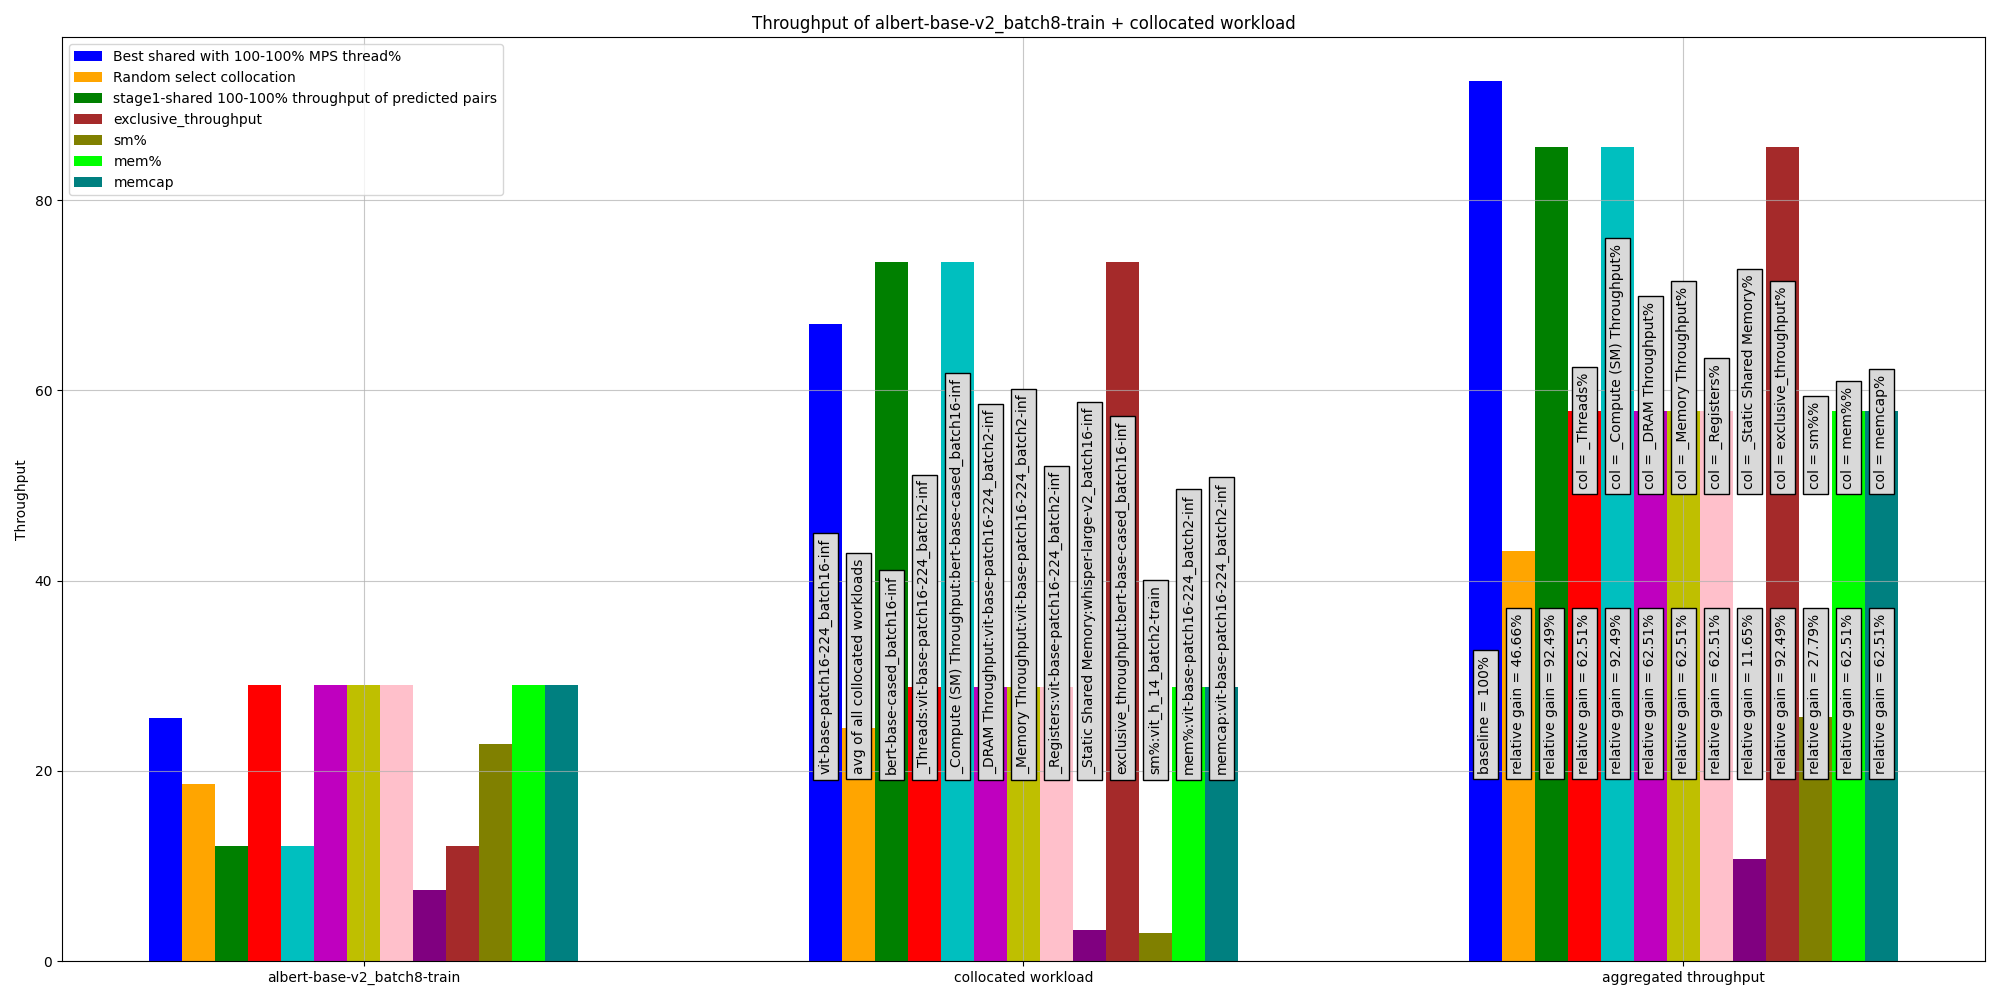 Throughput of albert-base-v2_batch8-train + collocated workload
Best shared with 100-100% MPS thread%
Random select collocation
stage1-shared 100-100% throughput of predicted pairs
exclusive_throughput
sm%
mem%
memcap
Throughput
80
60
40
20
0
vit-base-patch16-224_batch16-inf
avg of all collocated workloads
bert-base-cased_batch16-inf
_Threads:vit-base-patch16-224_batch2-inf
_Compute (SM) Throughput:bert-base-cased_batch16-inf
_DRAM Throughput:vit-base-patch16-224_batch2-inf
_Memory Throughput:vit-base-patch16-224_batch2-inf
_Registers:vit-base-patch16-224_batch2-inf
_Static Shared Memory:whisper-large-v2_batch16-inf
exclusive_throughput:bert-base-cased_batch16-inf
sm%:vit_h_14_batch2-train
mem%:vit-base-patch16-224_batch2-inf
memcap:vit-base-patch16-224_batch2-inf
col = _Threads%
col = _Compute (SM) Throughput%
col = _DRAM Throughput%
col = _Memory Throughput%
col = _Registers%
col = _Static Shared Memory%
col = exclusive_throughput%
col = sm%%
col = mem%%
col = memcap%
baseline = 100%
relative gain = 46.66%
relative gain = 92.49%
relative gain = 62.51%
relative gain = 92.49%
relative gain = 62.51%
relative gain = 62.51%
relative gain = 62.51%
relative gain = 11.65%
relative gain = 92.49%
relative gain = 27.79%
relative gain = 62.51%
relative gain = 62.51%
albert-base-v2_batch8-train
collocated workload
aggregated throughput